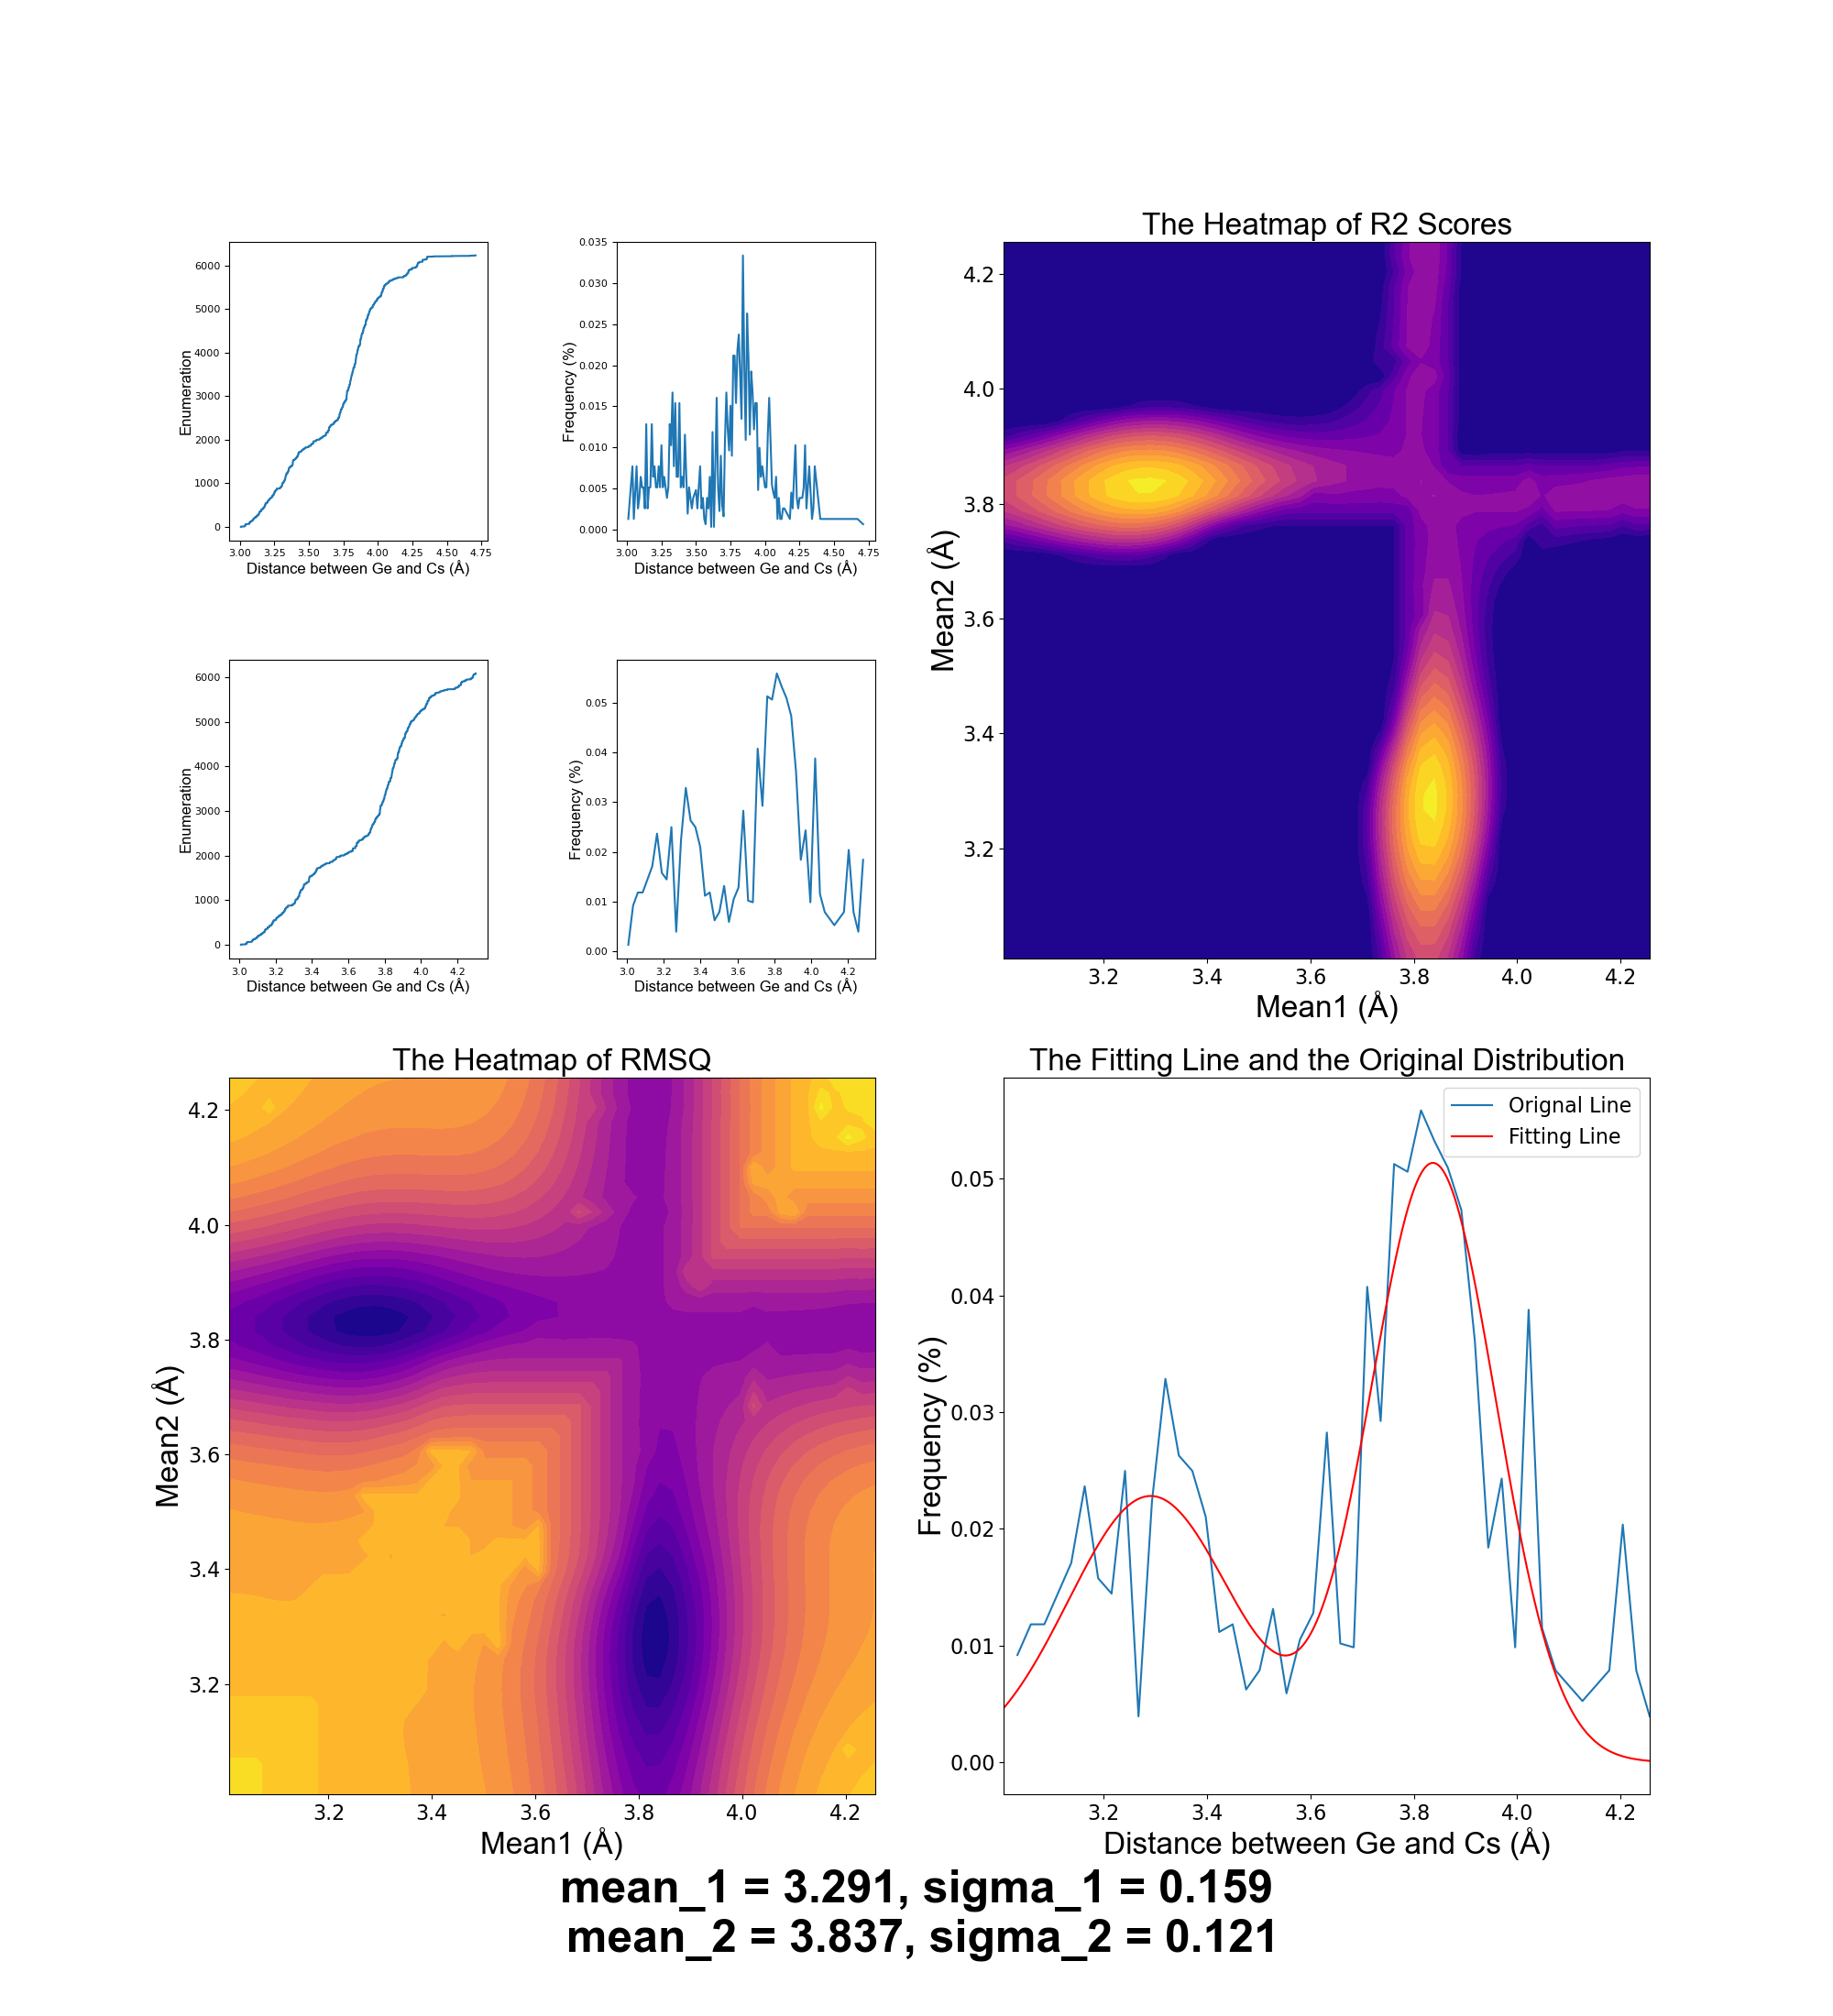 6000
5000
4000
3000
2000
1000
0
Enumeration
3.00 3.25 3.50 3.75 4.00 4.25 4.50 4.75
Distance between Ge and Cs (Å)
0.035
0.030
0.025
0.020
0.015
0.010
0.005
0.000
Frequency (%)
3.00 3.25 3.50 3.75 4.00 4.25 4.50 4.75
Distance between Ge and Cs (Å)
The Heatmap of R2 Scores
4.2
4.0
3.8
3.6
3.4
3.2
Mean2 (Å)
3.2 3.4 3.6 3.8 4.0 4.2
Mean1 (Å)
6000
5000
4000
3000
2000
1000
0
Enumeration
3.0 3.2 3.4 3.6 3.8 4.0 4.2
Distance between Ge and Cs (Å)
0.05
0.04
0.03
0.02
0.01
0.00
Frequency (%)
3.0 3.2 3.4 3.6 3.8 4.0 4.2
Distance between Ge and Cs (Å)
The Heatmap of RMSQ
4.2
4.0
3.8
3.6
3.4
3.2
Mean2 (Å)
3.2 3.4 3.6 3.8 4.0 4.2
Mean1 (Å)
The Fitting Line and the Original Distribution
Orignal Line
Fitting Line
0.05
0.04
0.03
0.02
0.01
0.00
Frequency (%)
3.2 3.4 3.6 3.8 4.0 4.2
Distance between Ge and Cs (Å)
mean_1 = 3.291, sigma_1 = 0.159
mean_2 = 3.837, sigma_2 = 0.121